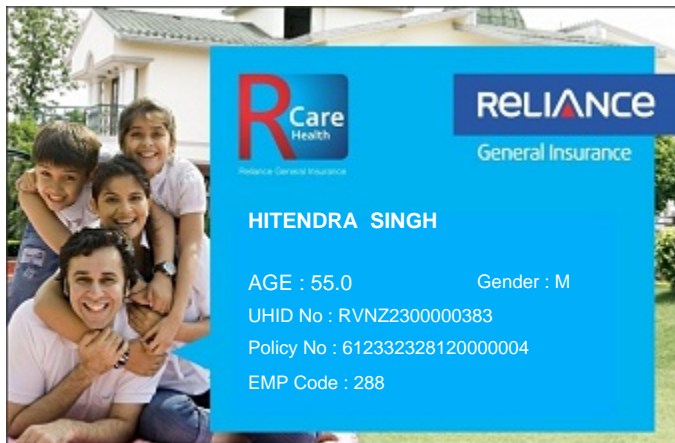 R Care
Health
Reliance General Insurance
RELIANCE
General Insurance
HITENDRA SINGH
AGE : 55.0 Gender : M
UHID No : RVNZ2300000383
Policy No : 612332328120000004
EMP Code : 288